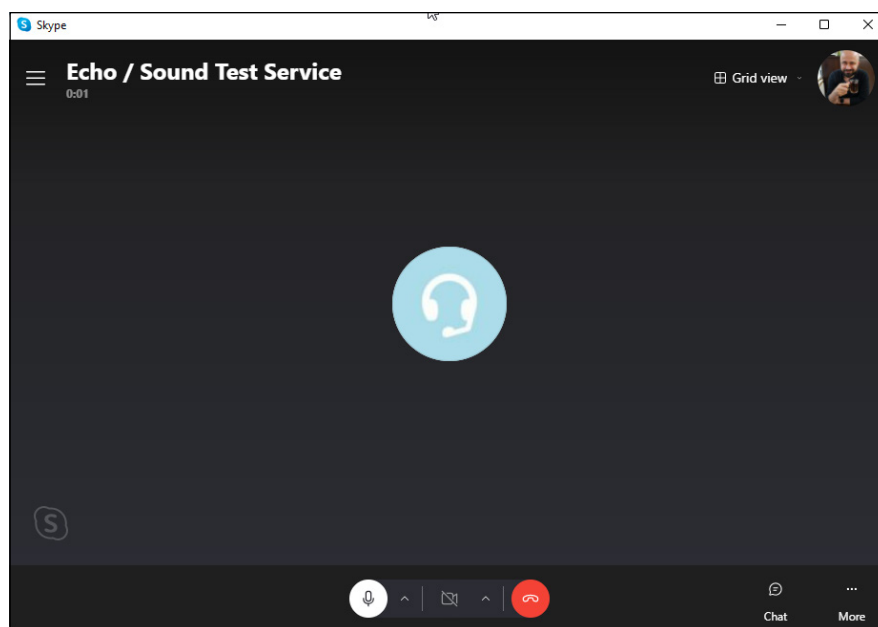 Skype
Echo / Sound Test Service
Grid view
0:01
S
Chat
More